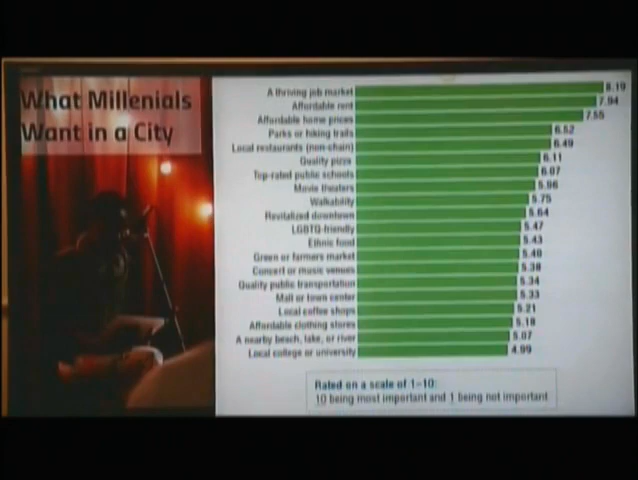 What Millenials
Want in a City
A thriving job market 8.19
Affordable rent 7.94
Affordable home prices 7.55
Parks or hiking trails 6.52
Local restaurants (non-chain) 6.49
Quality pizza 6.11
Top-rated public schools 6.07
Movie theaters 5.96
Walkability 5.75
Revitalized downtown 5.64
LGBTQ-friendly 5.47
Ethnic food 5.43
Green or farmers market 5.40
Concert or music venues 5.38
Quality public transportation 5.34
Mall or town center 5.33
Local coffee shops 5.21
Affordable clothing stores 5.18
A nearby beach, lake, or river 5.07
Local college or university 4.99
Rated on a scale of 1-10:
10 being most important and 1 being not important